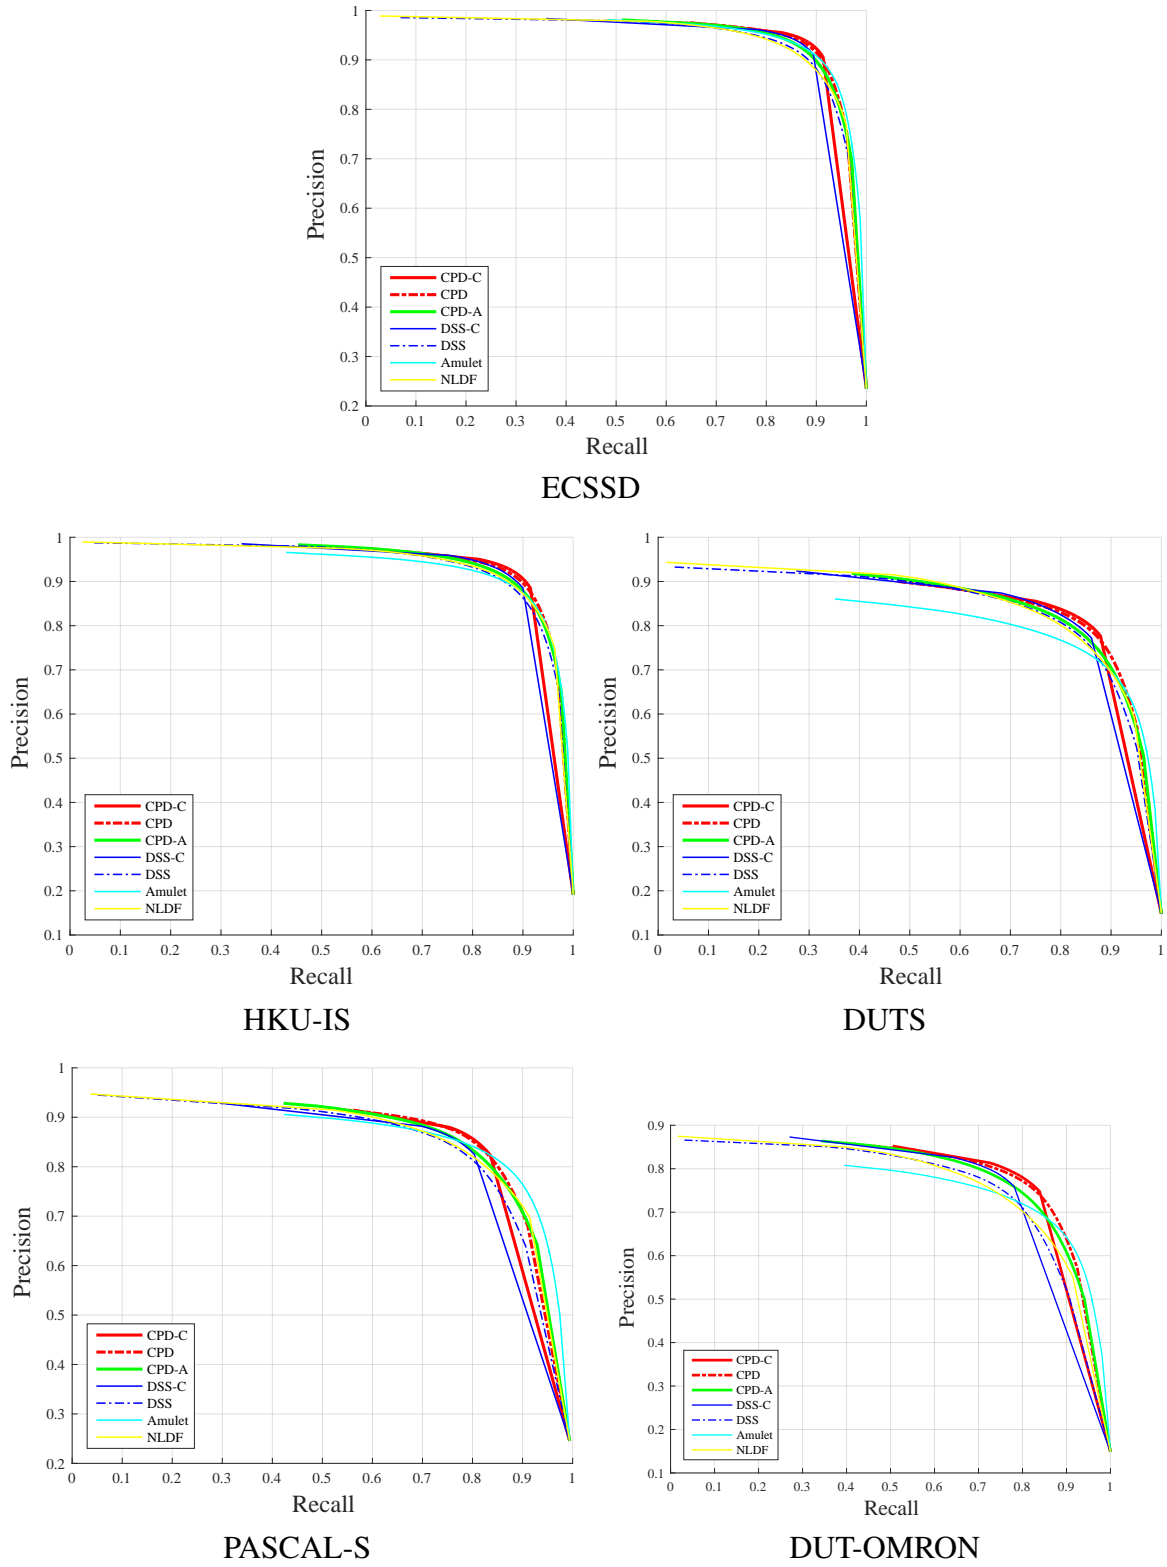 1
0.9
0.8
0.7
0.6
0.5
0.4
0.3
0.2
Precision
CPD-C
CPD
CPD-A
DSS-C
DSS
Amulet
NLDF
0 0.1 0.2 0.3 0.4 0.5 0.6 0.7 0.8 0.9 1
Recall
ECSSD
1
0.9
0.8
0.7
0.6
0.5
0.4
0.3
0.2
0.1
Precision
CPD-C
CPD
CPD-A
DSS-C
DSS
Amulet
NLDF
0 0.1 0.2 0.3 0.4 0.5 0.6 0.7 0.8 0.9 1
Recall
HKU-IS
1
0.9
0.8
0.7
0.6
0.5
0.4
0.3
0.2
0.1
Precision
CPD-C
CPD
CPD-A
DSS-C
DSS
Amulet
NLDF
0 0.1 0.2 0.3 0.4 0.5 0.6 0.7 0.8 0.9 1
Recall
DUTS
1
0.9
0.8
0.7
0.6
0.5
0.4
0.3
0.2
Precision
CPD-C
CPD
CPD-A
DSS-C
DSS
Amulet
NLDF
0 0.1 0.2 0.3 0.4 0.5 0.6 0.7 0.8 0.9 1
Recall
PASCAL-S
0.9
0.8
0.7
0.6
0.5
0.4
0.3
0.2
0.1
Precision
CPD-C
CPD
CPD-A
DSS-C
DSS
Amulet
NLDF
0 0.1 0.2 0.3 0.4 0.5 0.6 0.7 0.8 0.9 1
Recall
DUT-OMRON